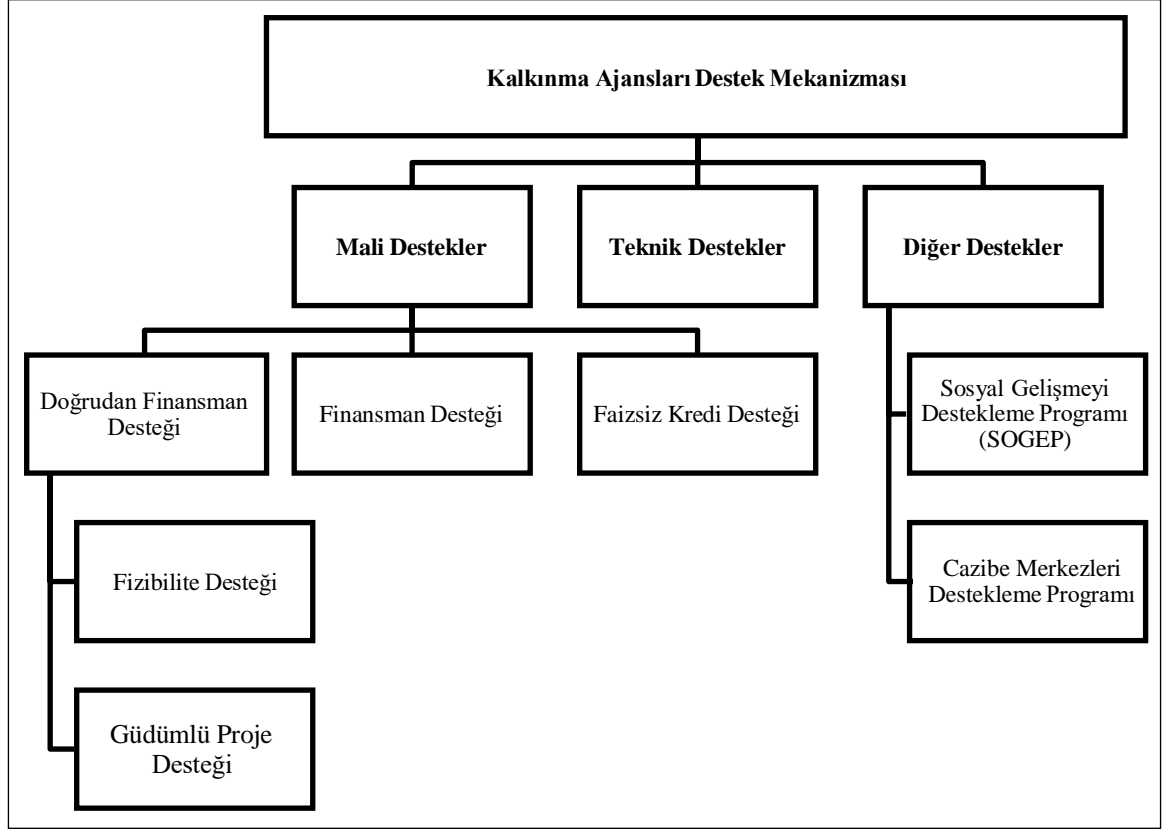 Kalkınma Ajansları Destek Mekanizması
Mali Destekler
Teknik Destekler
Diğer Destekler
Doğrudan Finansman
Desteği
Finansman Desteği
Faizsiz Kredi Desteği
Sosyal Gelişmeyi
Destekleme Programı
(SOGEP)
Fizibilite Desteği
Cazibe Merkezleri
Destekleme Programı
Güdümlü Proje
Desteği